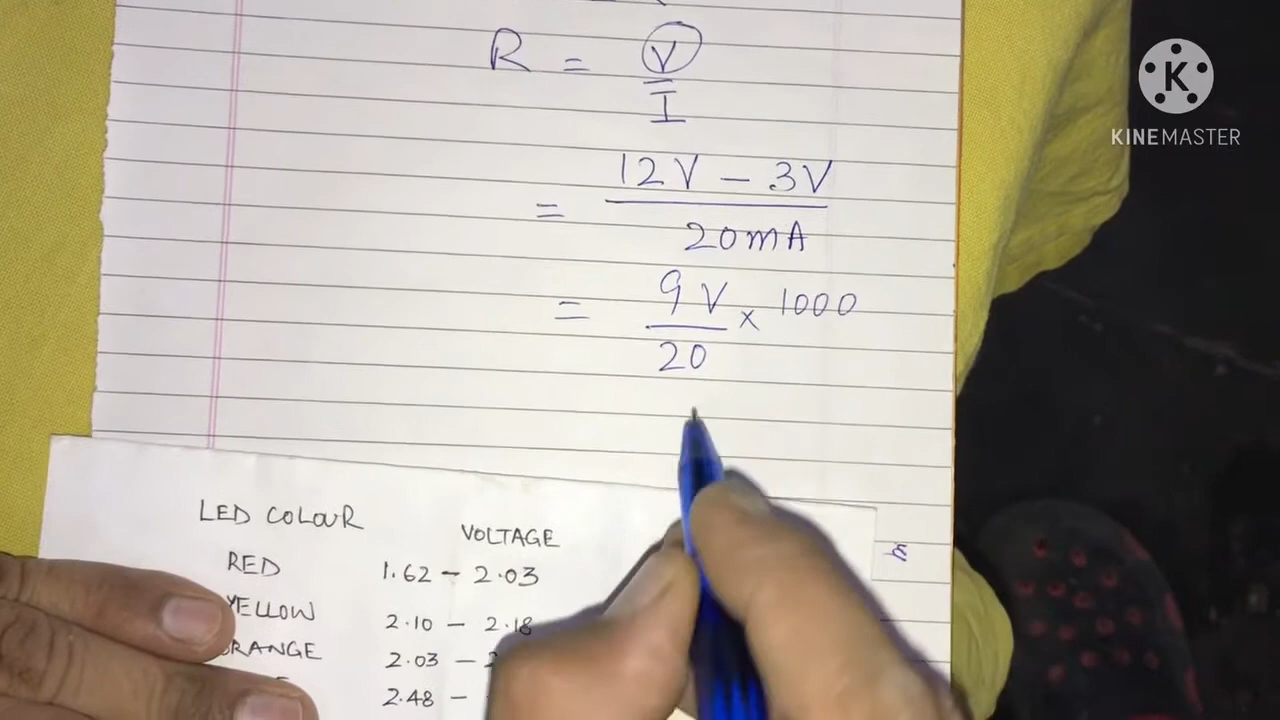 R = V
I
= 12V - 3V
20mA
= 9V x 1000
20
LED COLOUR VOLTAGE
RED 1.62 - 2.03
YELLOW 2.10 - 2.18
ORANGE 2.03 -
2.48 -
K
KINEMASTER